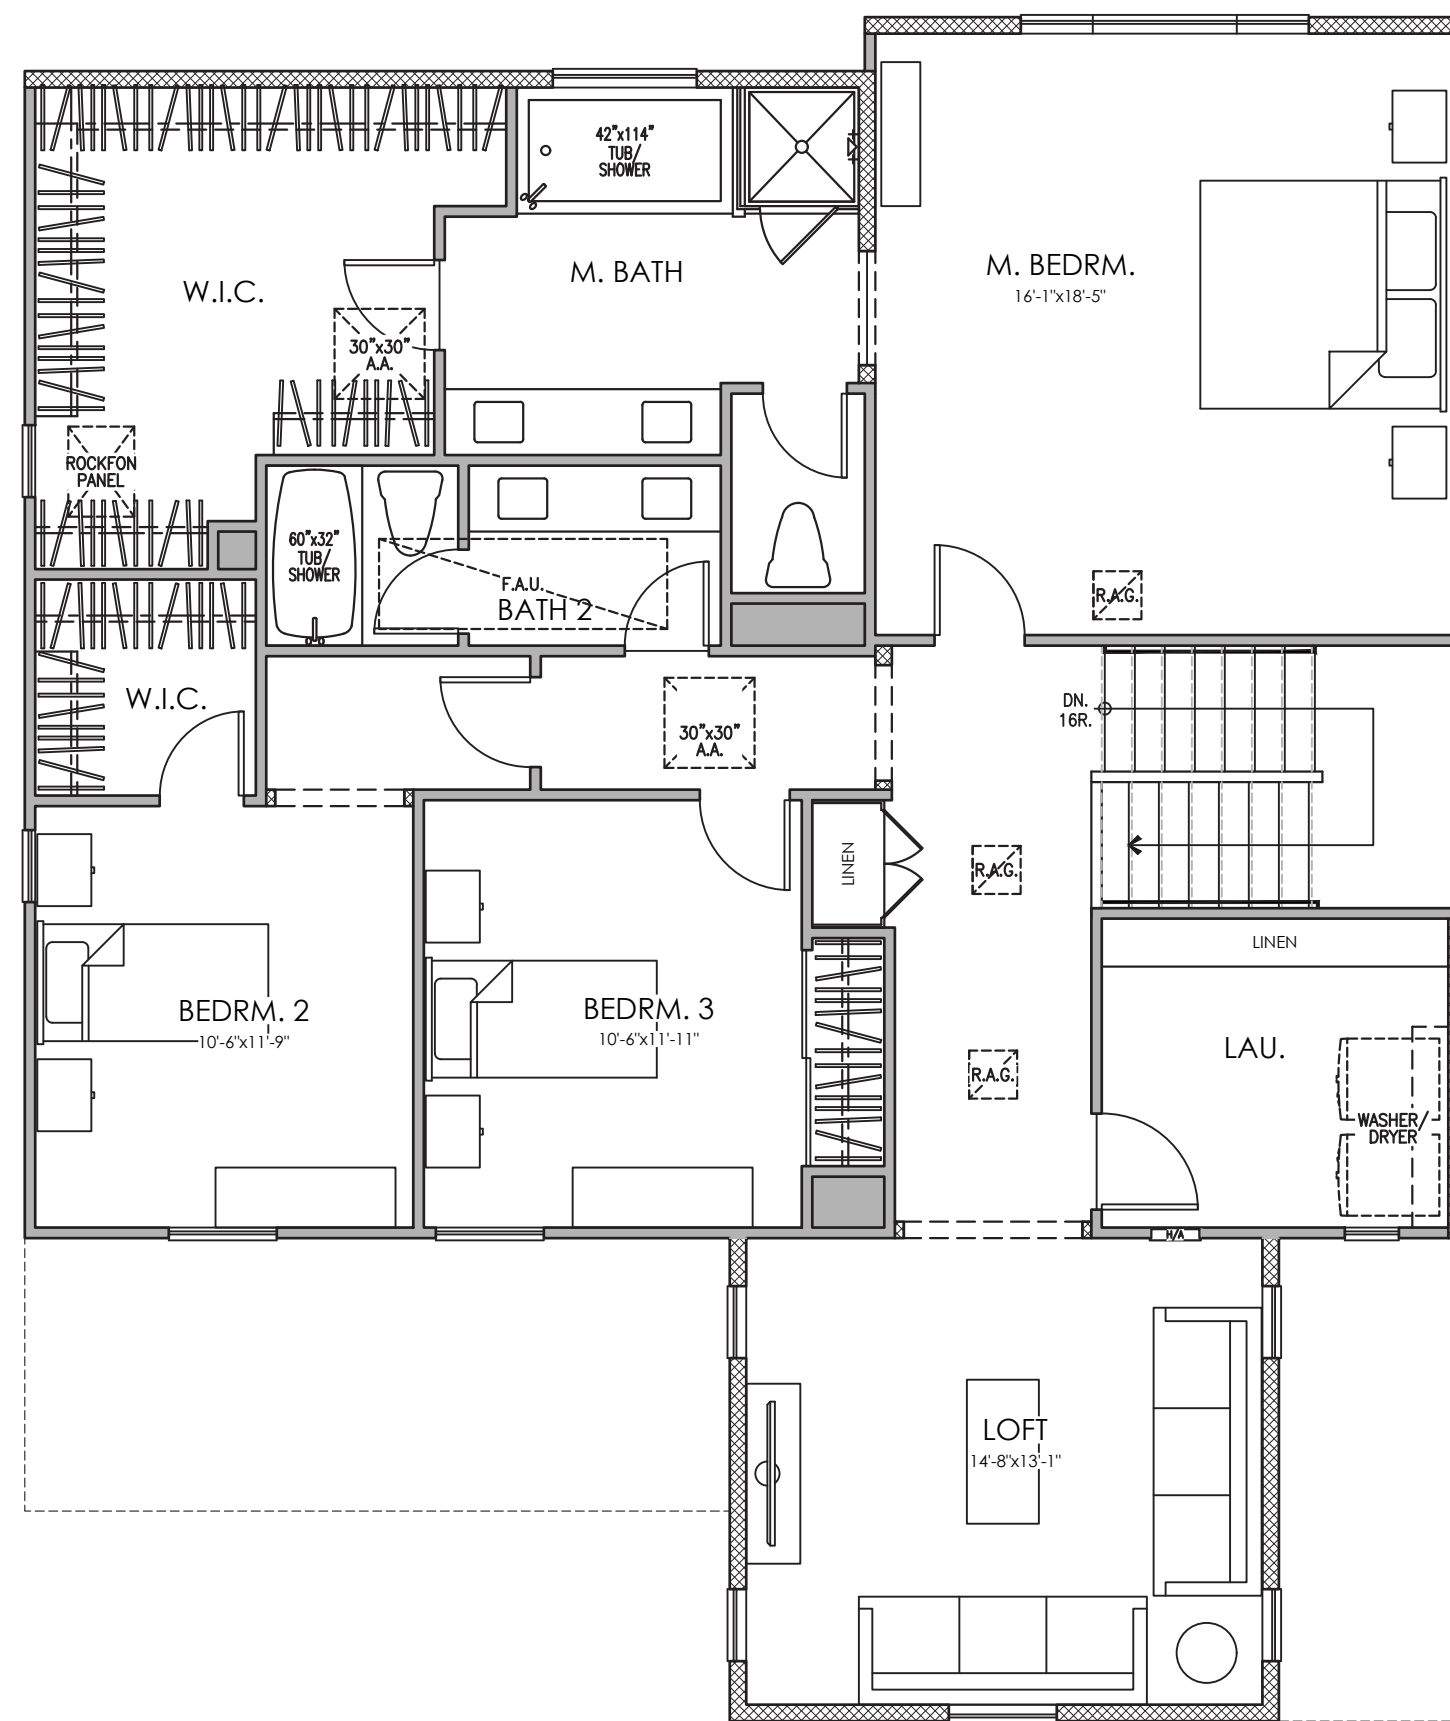 42"x114"
TUB/
SHOWER
M. BATH
M. BEDRM.
16'-1"x18'-5"
W.I.C.
30"x30"
A.A.
ROCKFON
PANEL
60"x32"
TUB/
SHOWER
F.A.U.
BATH 2
R.A.G.
W.I.C.
30"x30"
A.A.
DN.
16R.
LINEN
R.A.G.
LINEN
BEDRM. 2
10'-6"x11'-9"
BEDRM. 3
10'-6"x11'-11"
LAU.
R.A.G.
WASHER/
DRYER
H/A
LOFT
14'-8"x13'-1"